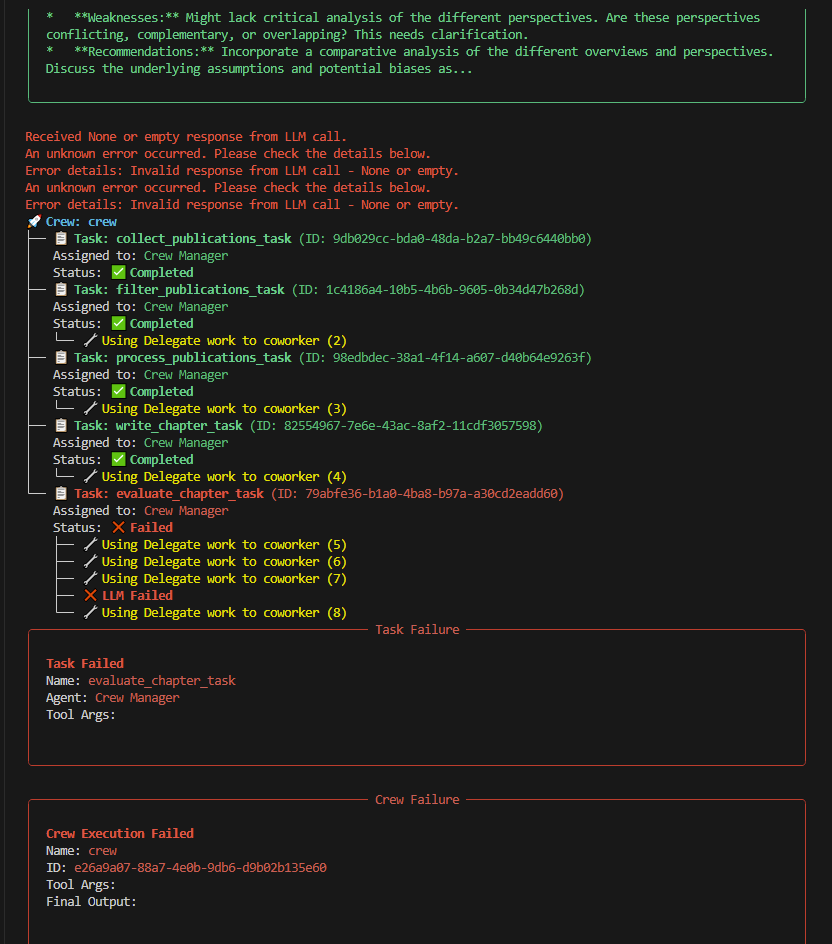 *   **Weaknesses:** Might lack critical analysis of the different perspectives. Are these perspectives
conflicting, complementary, or overlapping? This needs clarification.
*   **Recommendations:** Incorporate a comparative analysis of the different overviews and perspectives.
Discuss the underlying assumptions and potential biases as...
Received None or empty response from LLM call.
An unknown error occurred. Please check the details below.
Error details: Invalid response from LLM call - None or empty.
An unknown error occurred. Please check the details below.
Error details: Invalid response from LLM call - None or empty.
🚀 Crew: crew
📋 Task: collect_publications_task (ID: 9db029cc-bda0-48da-b2a7-bb49c6440bb0)
Assigned to: Crew Manager
Status: ✅ Completed
📋 Task: filter_publications_task (ID: 1c4186a4-10b5-4b6b-9605-0b34d47b268d)
Assigned to: Crew Manager
Status: ✅ Completed
🔧 Using Delegate work to coworker (2)
📋 Task: process_publications_task (ID: 98edbdec-38a1-4f14-a607-d40b64e9263f)
Assigned to: Crew Manager
Status: ✅ Completed
🔧 Using Delegate work to coworker (3)
📋 Task: write_chapter_task (ID: 82554967-7e6e-43ac-8af2-11cdf3057598)
Assigned to: Crew Manager
Status: ✅ Completed
🔧 Using Delegate work to coworker (4)
📋 Task: evaluate_chapter_task (ID: 79abfe36-b1a0-4ba8-b97a-a30cd2eadd60)
Assigned to: Crew Manager
Status: ❌ Failed
🔧 Using Delegate work to coworker (5)
🔧 Using Delegate work to coworker (6)
🔧 Using Delegate work to coworker (7)
❌ LLM Failed
🔧 Using Delegate work to coworker (8)
Task Failure
Task Failed
Name: evaluate_chapter_task
Agent: Crew Manager
Tool Args:
Crew Failure
Crew Execution Failed
Name: crew
ID: e26a9a07-88a7-4e0b-9db6-d9b02b135e60
Tool Args:
Final Output: